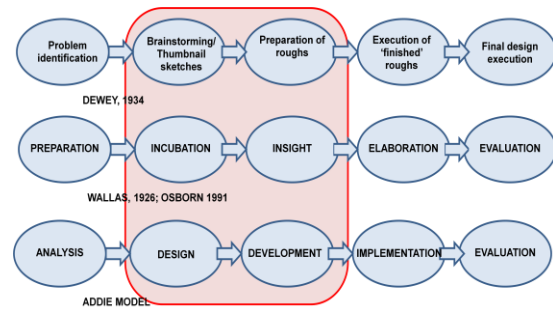 Problem
identification
Brainstorming/
Thumbnail
sketches
Preparation of
roughs
Execution of
‘finished’
roughs
Final design
execution
DEWEY, 1934
PREPARATION
INCUBATION
INSIGHT
ELABORATION
EVALUATION
WALLAS, 1926; OSBORN 1991
ANALYSIS
DESIGN
DEVELOPMENT
IMPLEMENTATION
EVALUATION
ADDIE MODEL